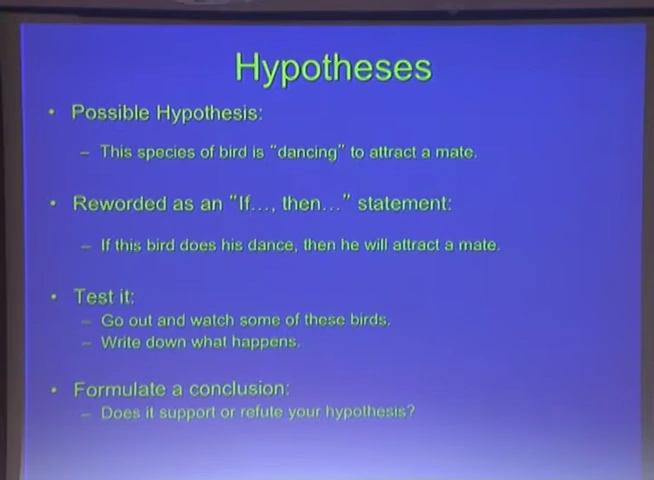 Hypotheses
• Possible Hypothesis:
– This species of bird is “dancing” to attract a mate.
• Reworded as an “If…, then…” statement:
– If this bird does his dance, then he will attract a mate.
• Test it:
– Go out and watch some of these birds.
– Write down what happens.
• Formulate a conclusion:
– Does it support or refute your hypothesis?